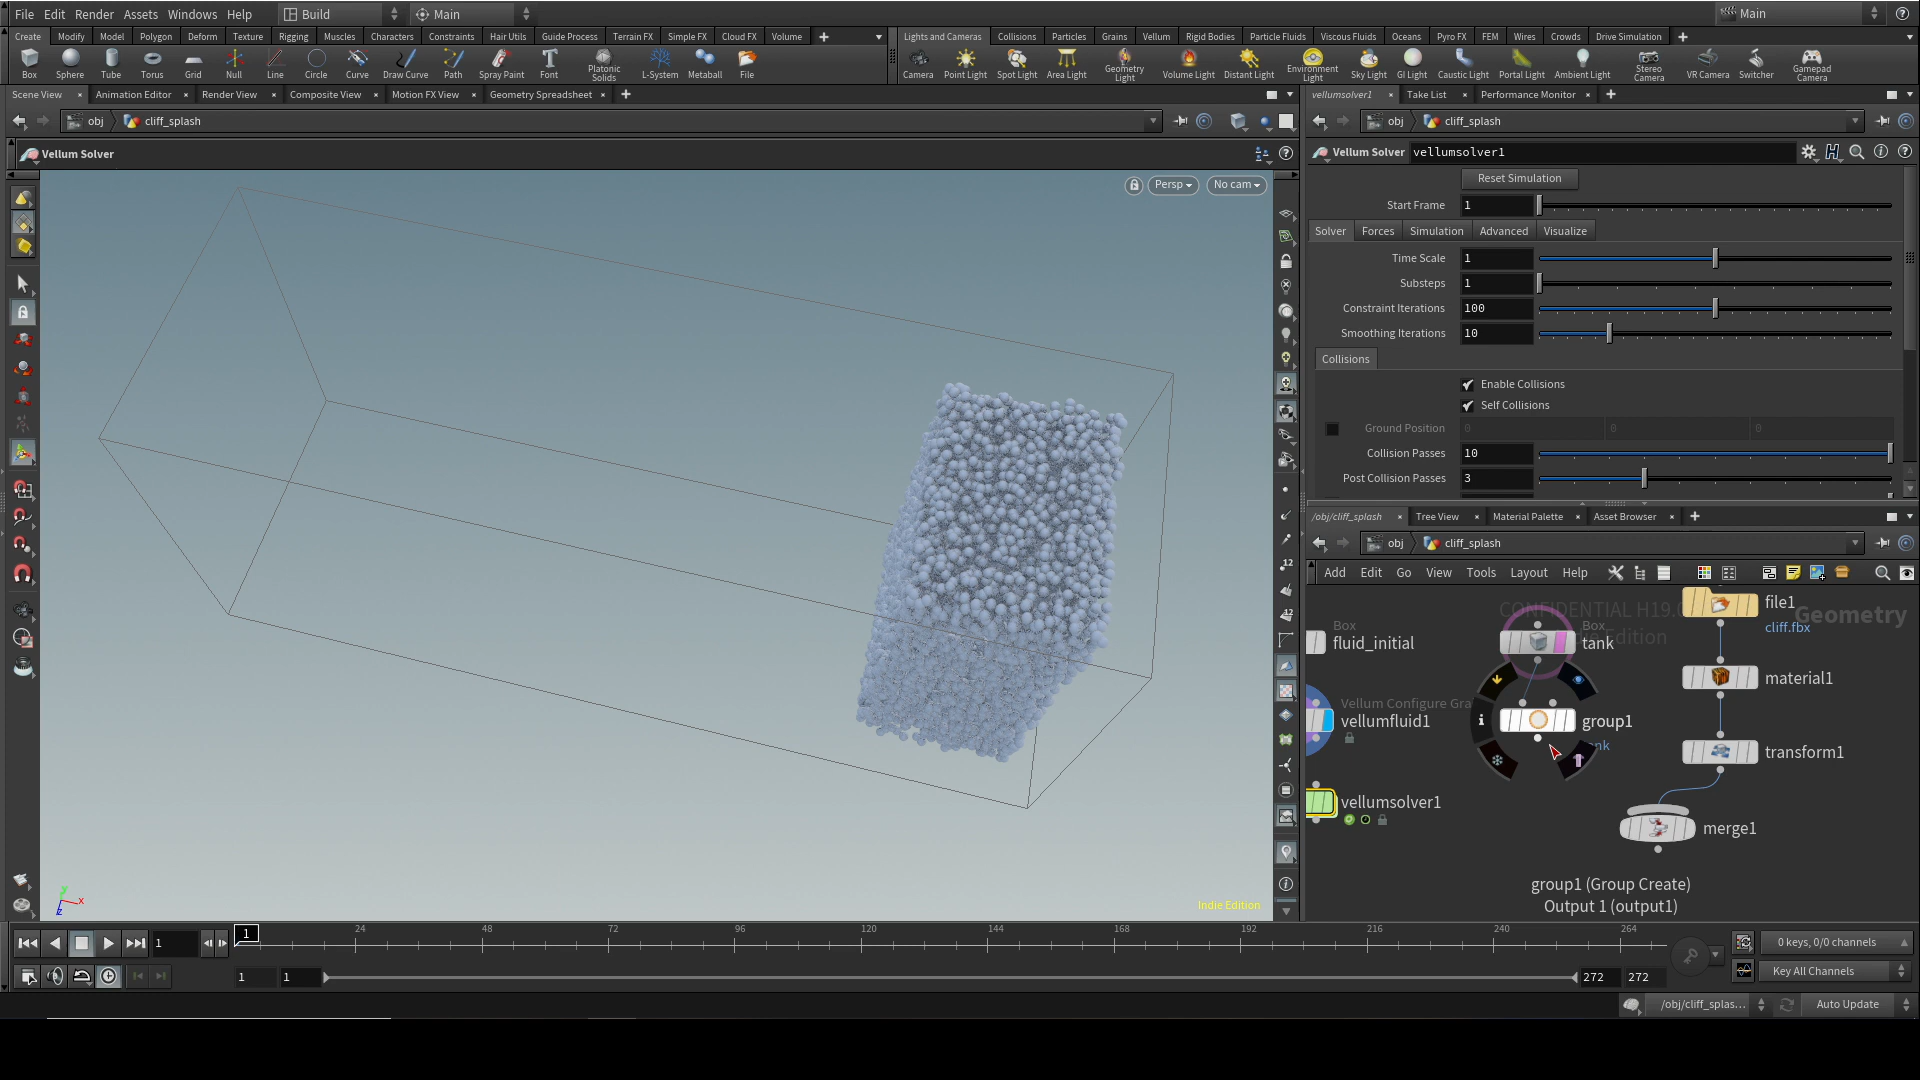 File Edit Render Assets Windows Help Build Main Main
Create Modify Model Polygon Deform Texture Rigging Muscles Characters Constraints Hair Utils Guide Process Terrain FX Simple FX Cloud FX Volume
Lights and Cameras Collisions Particles Grains Vellum Rigid Bodies Particle Fluids Viscous Fluids Oceans Pyro FX FEM Wires Crowds Drive Simulation
Box Sphere Tube Torus Grid Null Line Circle Curve Draw Curve Path Spray Paint Font Platonic Solids L-System Metaball File
Camera Point Light Spot Light Area Light Geometry Light Volume Light Distant Light Environment Light Sky Light GI Light Caustic Light Portal Light Ambient Light Stereo Camera VR Camera Switcher Gamepad Camera
Scene View Animation Editor Render View Composite View Motion FX View Geometry Spreadsheet
obj cliff_splash
Vellum Solver
Persp No cam
Indie Edition
y x z
vellumsolver1 Take List Performance Monitor
obj cliff_splash
Vellum Solver vellumsolver1
Reset Simulation
Start Frame 1
Solver Forces Simulation Advanced Visualize
Time Scale 1
Substeps 1
Constraint Iterations 100
Smoothing Iterations 10
Collisions
Enable Collisions
Self Collisions
Ground Position 0 0 0
Collision Passes 10
Post Collision Passes 3
/obj/cliff_splash Tree View Material Palette Asset Browser
obj cliff_splash
Add Edit Go View Tools Layout Help
CONFIDENTIAL H19.0
Edition
Geometry
Box
fluid_initial
Box
tank
file1
cliff.fbx
Vellum Configure Gra
vellumfluid1
group1
nk
material1
transform1
vellumsolver1
merge1
group1 (Group Create)
Output 1 (output1)
1
1 24 48 72 96 120 144 168 192 216 240 264
1 1 272 272
0 keys, 0/0 channels
Key All Channels
/obj/cliff_splas...
Auto Update